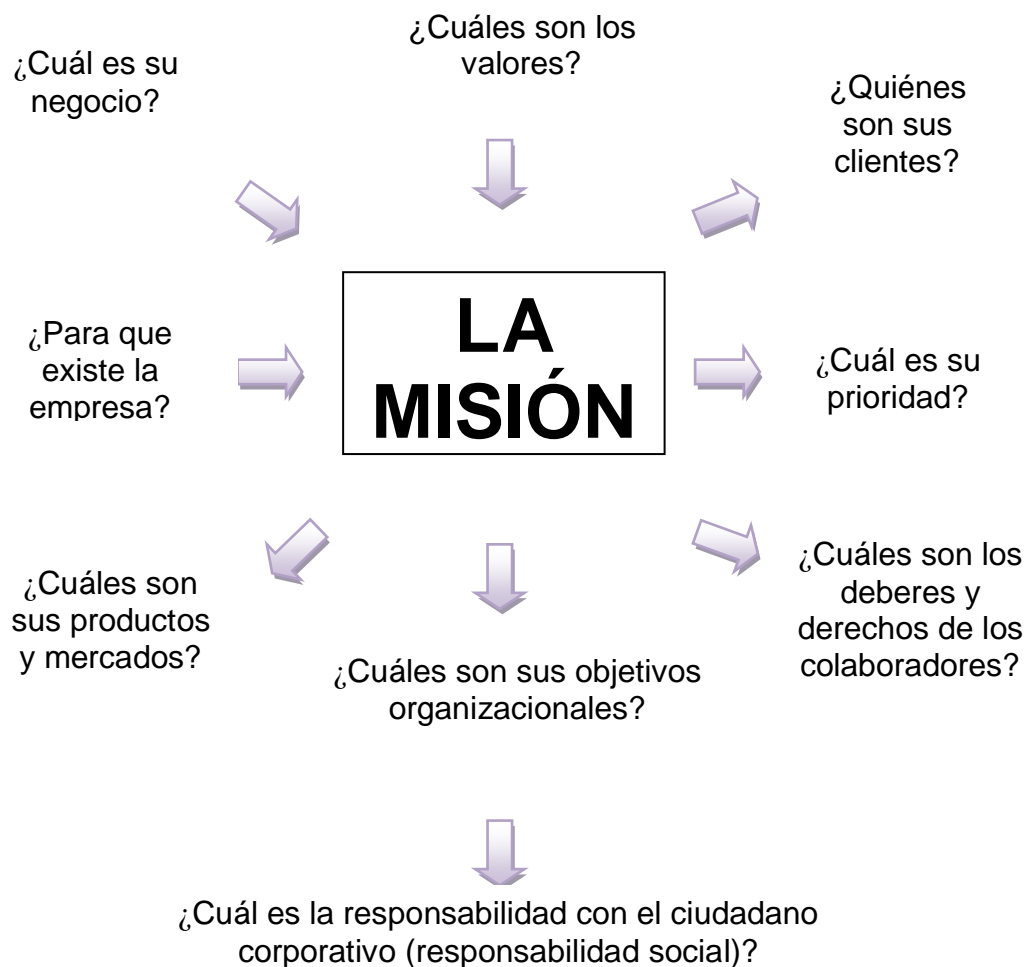 ¿Cuál es su
negocio?
¿Cuáles son los
valores?
¿Quiénes
son sus
clientes?
¿Para que
existe la
empresa?
LA
MISIÓN
¿Cuál es su
prioridad?
¿Cuáles son
sus productos
y mercados?
¿Cuáles son sus objetivos
organizacionales?
¿Cuáles son los
deberes y
derechos de los
colaboradores?
¿Cuál es la responsabilidad con el ciudadano
corporativo (responsabilidad social)?